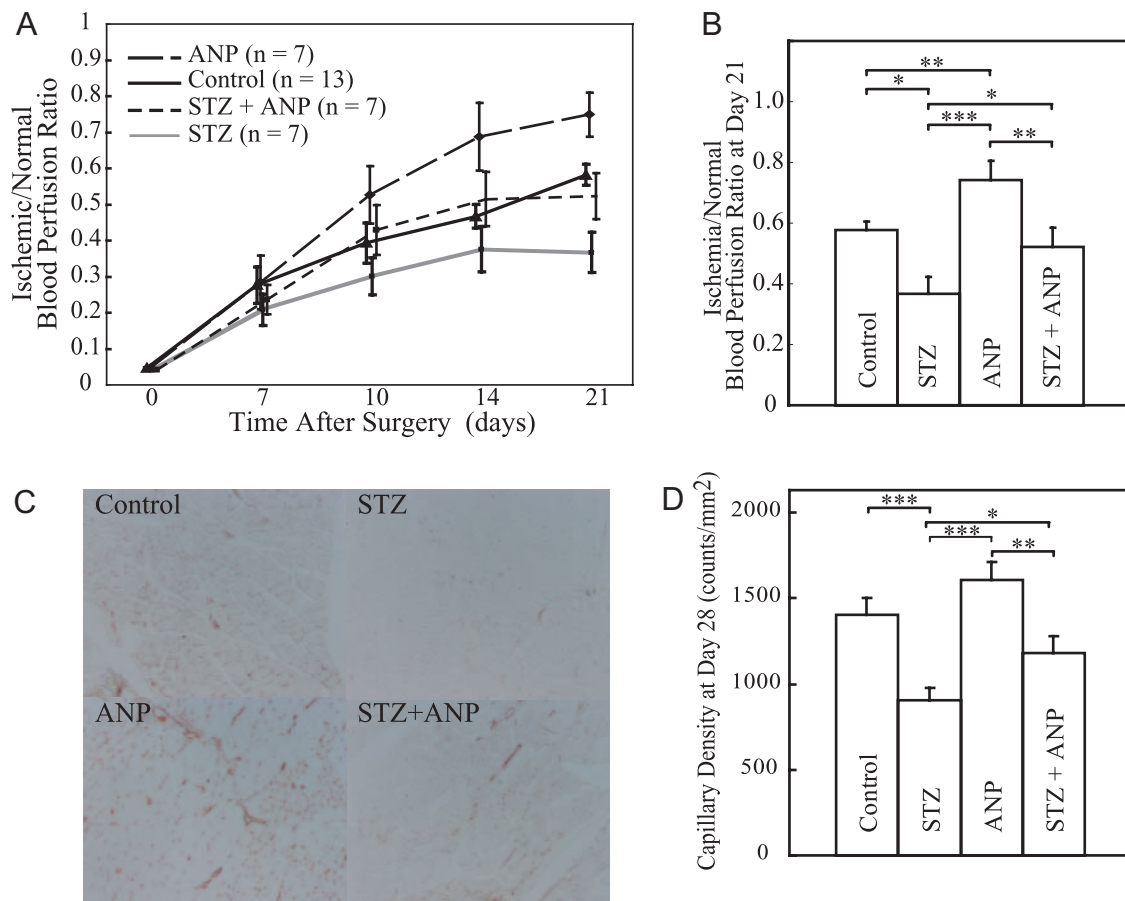 A
Ischemic/Normal
Blood Perfusion Ratio
1
0.9
0.8
0.7
0.6
0.5
0.4
0.3
0.2
0.1
0
ANP (n = 7)
Control (n = 13)
STZ + ANP (n = 7)
STZ (n = 7)
0 7 10 14 21
Time After Surgery (days)
B
Ischemia/Normal
Blood Perfusion Ratio at Day 21
1.0
0.8
0.6
0.4
0.2
0
**
*
*
***
**
Control
STZ
ANP
STZ + ANP
C
Control
STZ
ANP
STZ+ANP
D
Capillary Density at Day 28 (counts/mm²)
2000
1500
1000
500
0
***
*
***
**
Control
STZ
ANP
STZ + ANP